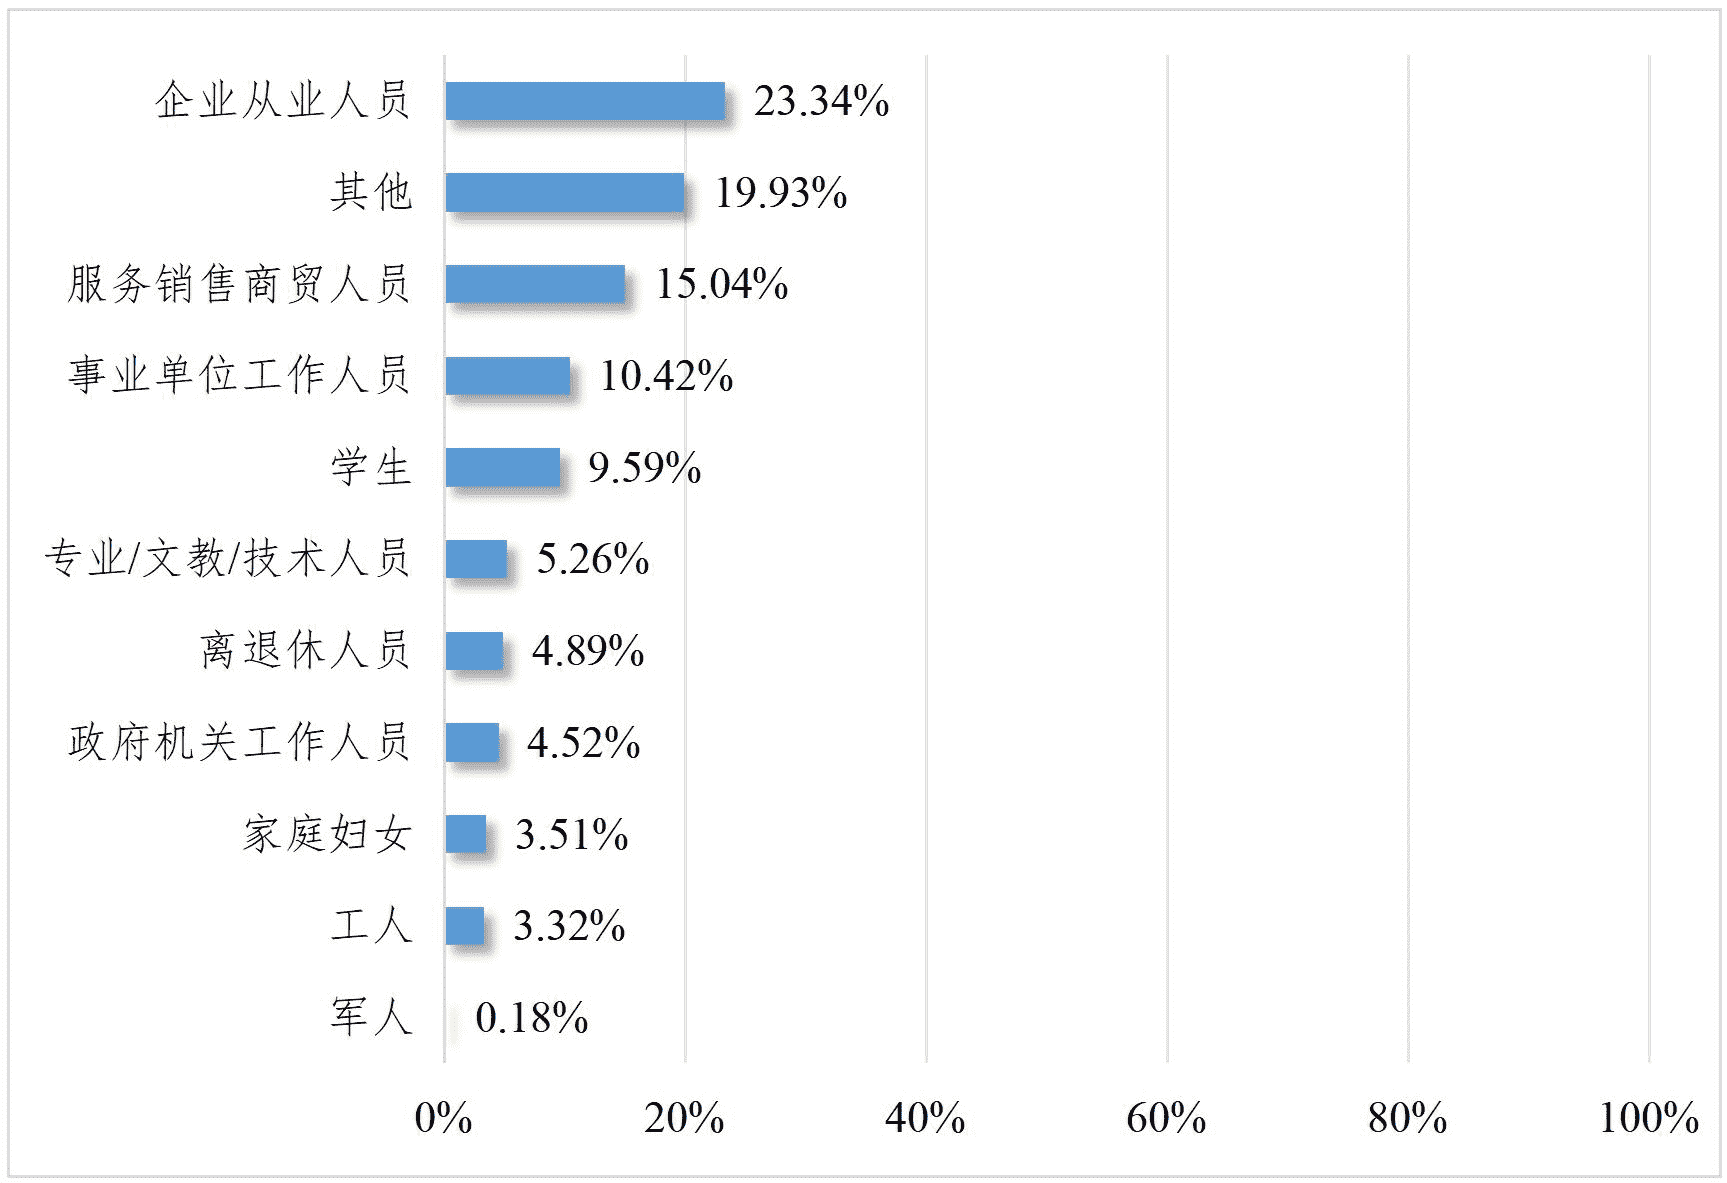 企业从业人员 23.34%
其他 19.93%
服务销售商贸人员 15.04%
事业单位工作人员 10.42%
学生 9.59%
专业/文教/技术人员 5.26%
离退休人员 4.89%
政府机关工作人员 4.52%
家庭妇女 3.51%
工人 3.32%
军人 0.18%
0% 20% 40% 60% 80% 100%